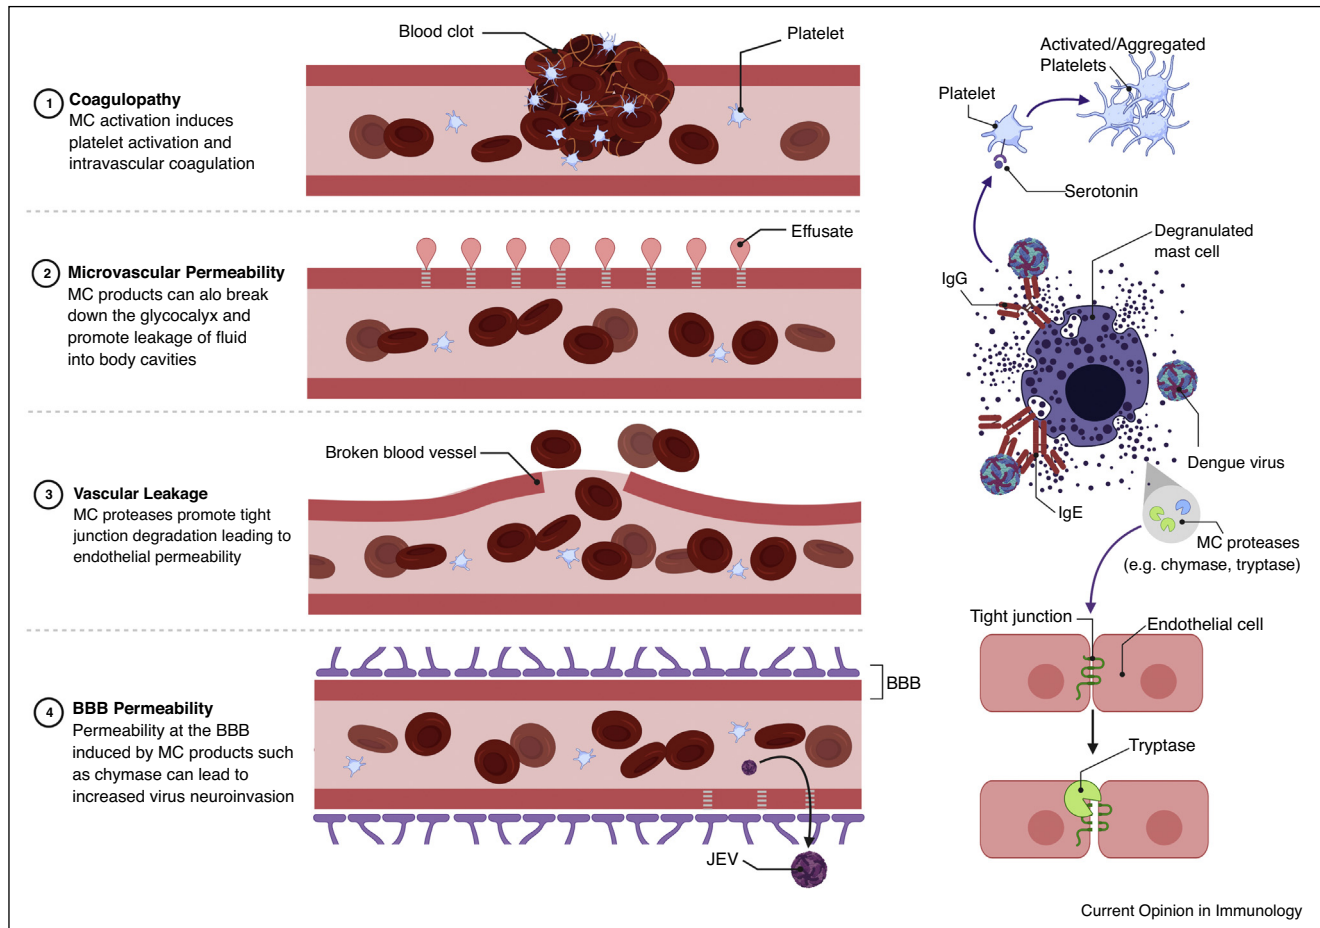 Blood clot
Platelet
1
Coagulopathy
MC activation induces
platelet activation and
intravascular coagulation
Effusate
2
Microvascular Permeability
MC products can alo break
down the glycocalyx and
promote leakage of fluid
into body cavities
Broken blood vessel
3
Vascular Leakage
MC proteases promote tight
junction degradation leading to
endothelial permeability
BBB
4
BBB Permeability
Permeability at the BBB
induced by MC products such
as chymase can lead to
increased virus neuroinvasion
JEV
Activated/Aggregated
Platelets
Platelet
Serotonin
Degranulated
mast cell
IgG
Dengue virus
IgE
MC proteases
(e.g. chymase, tryptase)
Tight junction
Endothelial cell
Tryptase
Current Opinion in Immunology